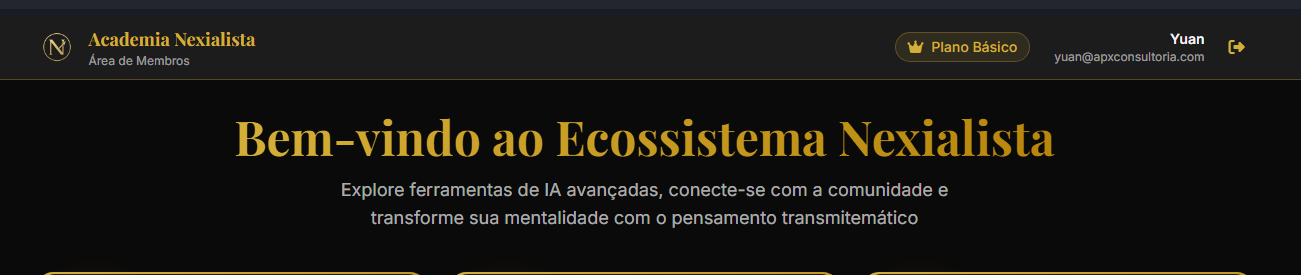 Academia Nexialista
Área de Membros
Plano Básico
Yuan
yuan@apxconsultoria.com
Bem-vindo ao Ecossistema Nexialista
Explore ferramentas de IA avançadas, conecte-se com a comunidade e
transforme sua mentalidade com o pensamento transmitemático